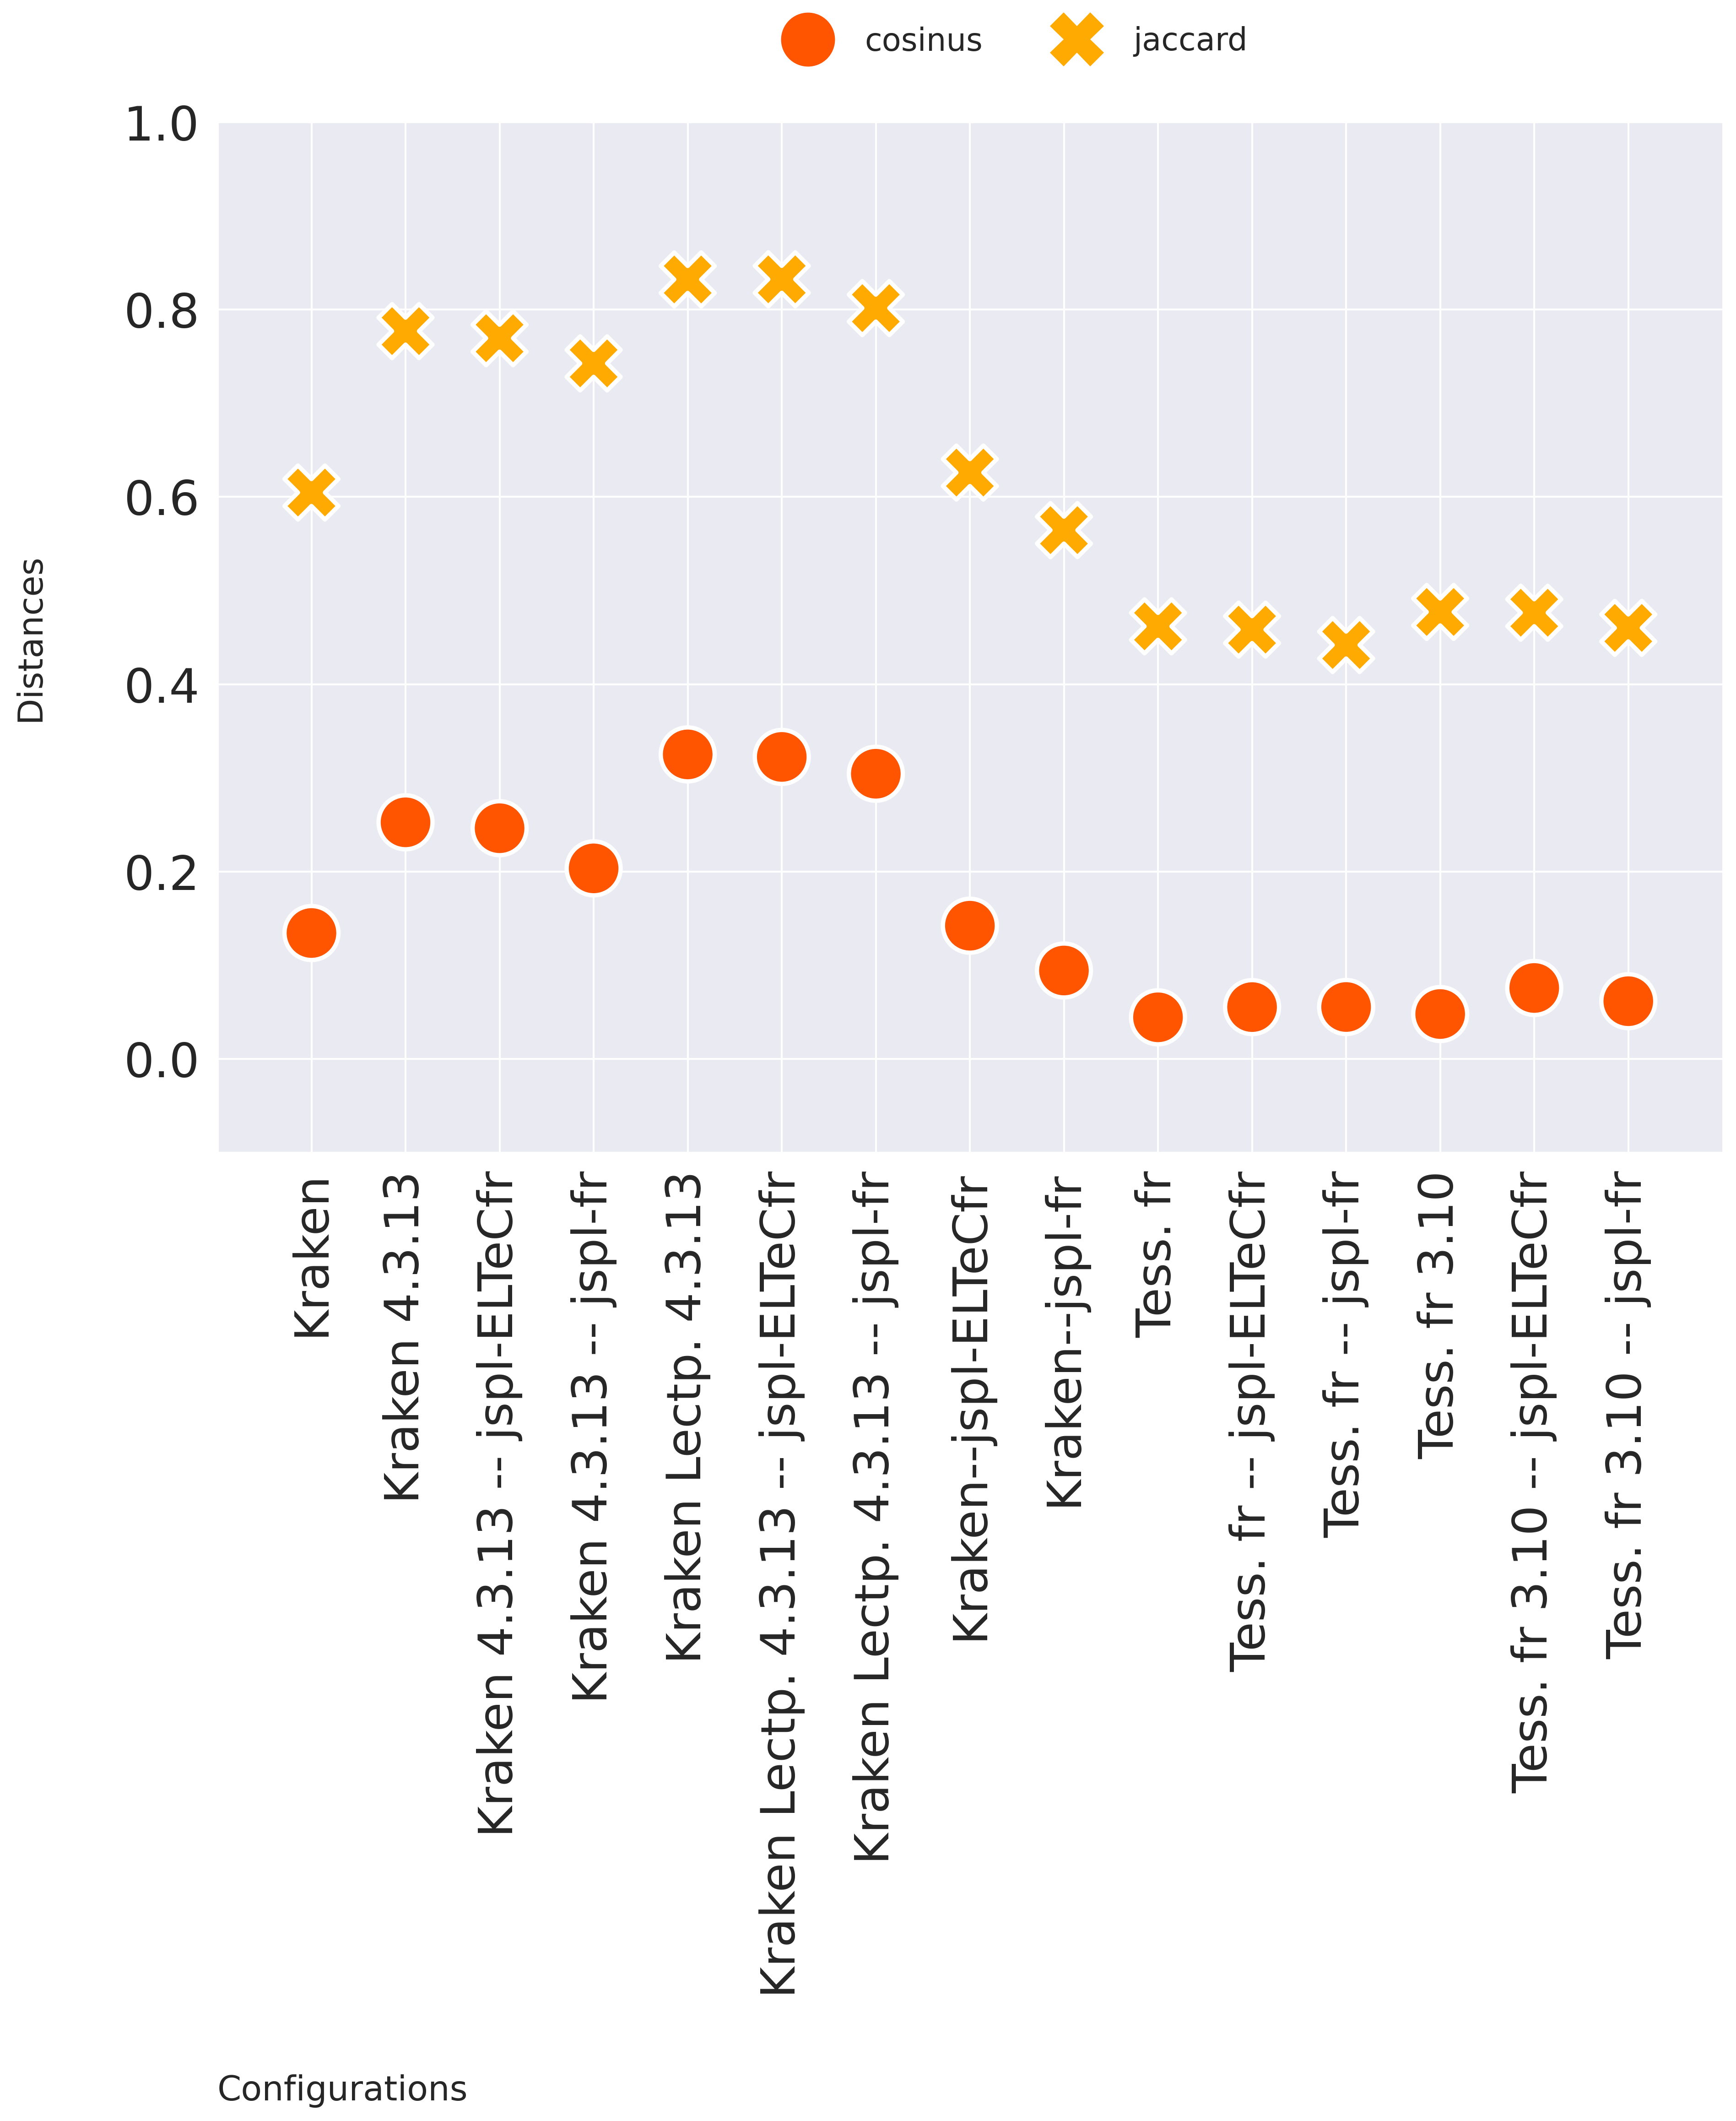 cosinus jaccard
1.0
0.8
0.6
0.4
0.2
0.0
Distances
Kraken
Kraken 4.3.13
Kraken 4.3.13 -- jspl-ELTeCfr
Kraken 4.3.13 -- jspl-fr
Kraken Lectp. 4.3.13
Kraken Lectp. 4.3.13 -- jspl-ELTeCfr
Kraken Lectp. 4.3.13 -- jspl-fr
Kraken--jspl-ELTeCfr
Kraken--jspl-fr
Tess. fr
Tess. fr -- jspl-ELTeCfr
Tess. fr -- jspl-fr
Tess. fr 3.10
Tess. fr 3.10 -- jspl-ELTeCfr
Tess. fr 3.10 -- jspl-fr
Configurations